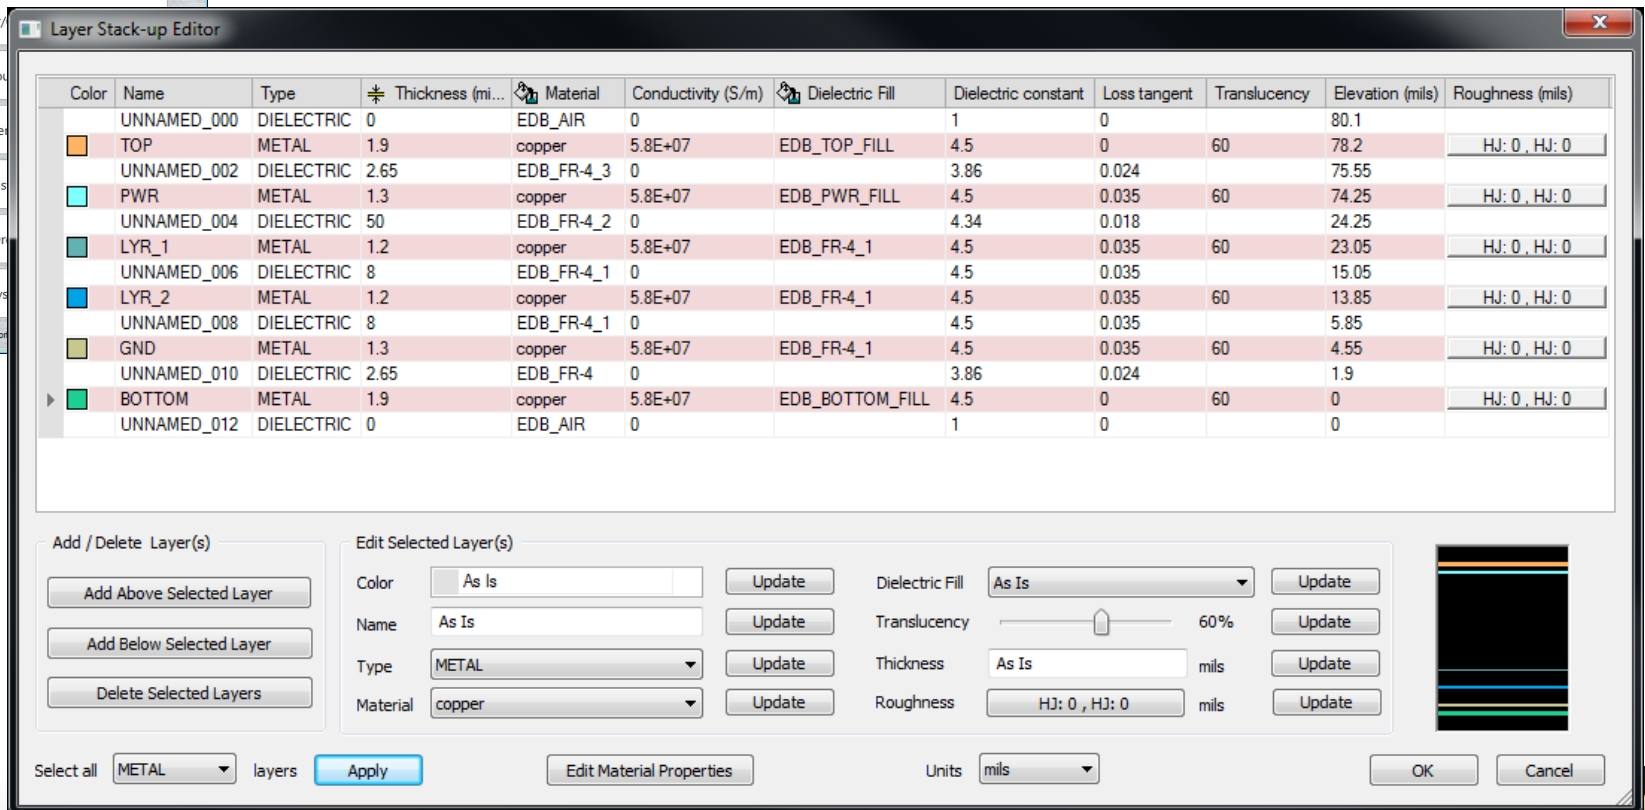 Layer Stack-up Editor
Color Name Type Thickness (mi... Material Conductivity (S/m) Dielectric Fill Dielectric constant Loss tangent Translucency Elevation (mils) Roughness (mils)
UNNAMED_000 DIELECTRIC 0 EDB_AIR 0 1 0 80.1
TOP METAL 1.9 copper 5.8E+07 EDB_TOP_FILL 4.5 0 60 78.2 HJ: 0 , HJ: 0
UNNAMED_002 DIELECTRIC 2.65 EDB_FR-4_3 0 3.86 0.024 75.55
PWR METAL 1.3 copper 5.8E+07 EDB_PWR_FILL 4.5 0.035 60 74.25 HJ: 0 , HJ: 0
UNNAMED_004 DIELECTRIC 50 EDB_FR-4_2 0 4.34 0.018 24.25
LYR_1 METAL 1.2 copper 5.8E+07 EDB_FR-4_1 4.5 0.035 60 23.05 HJ: 0 , HJ: 0
UNNAMED_006 DIELECTRIC 8 EDB_FR-4_1 0 4.5 0.035 15.05
LYR_2 METAL 1.2 copper 5.8E+07 EDB_FR-4_1 4.5 0.035 60 13.85 HJ: 0 , HJ: 0
UNNAMED_008 DIELECTRIC 8 EDB_FR-4_1 0 4.5 0.035 5.85
GND METAL 1.3 copper 5.8E+07 EDB_FR-4_1 4.5 0.035 60 4.55 HJ: 0 , HJ: 0
UNNAMED_010 DIELECTRIC 2.65 EDB_FR-4 0 3.86 0.024 1.9
BOTTOM METAL 1.9 copper 5.8E+07 EDB_BOTTOM_FILL 4.5 0 60 0 HJ: 0 , HJ: 0
UNNAMED_012 DIELECTRIC 0 EDB_AIR 0 1 0 0
Add / Delete Layer(s)
Add Above Selected Layer
Add Below Selected Layer
Delete Selected Layers
Edit Selected Layer(s)
Color As Is Update Dielectric Fill As Is Update
Name As Is Update Translucency 60% Update
Type METAL Update Thickness As Is mils Update
Material copper Update Roughness HJ: 0 , HJ: 0 mils Update
Select all METAL layers Apply Edit Material Properties Units mils OK Cancel